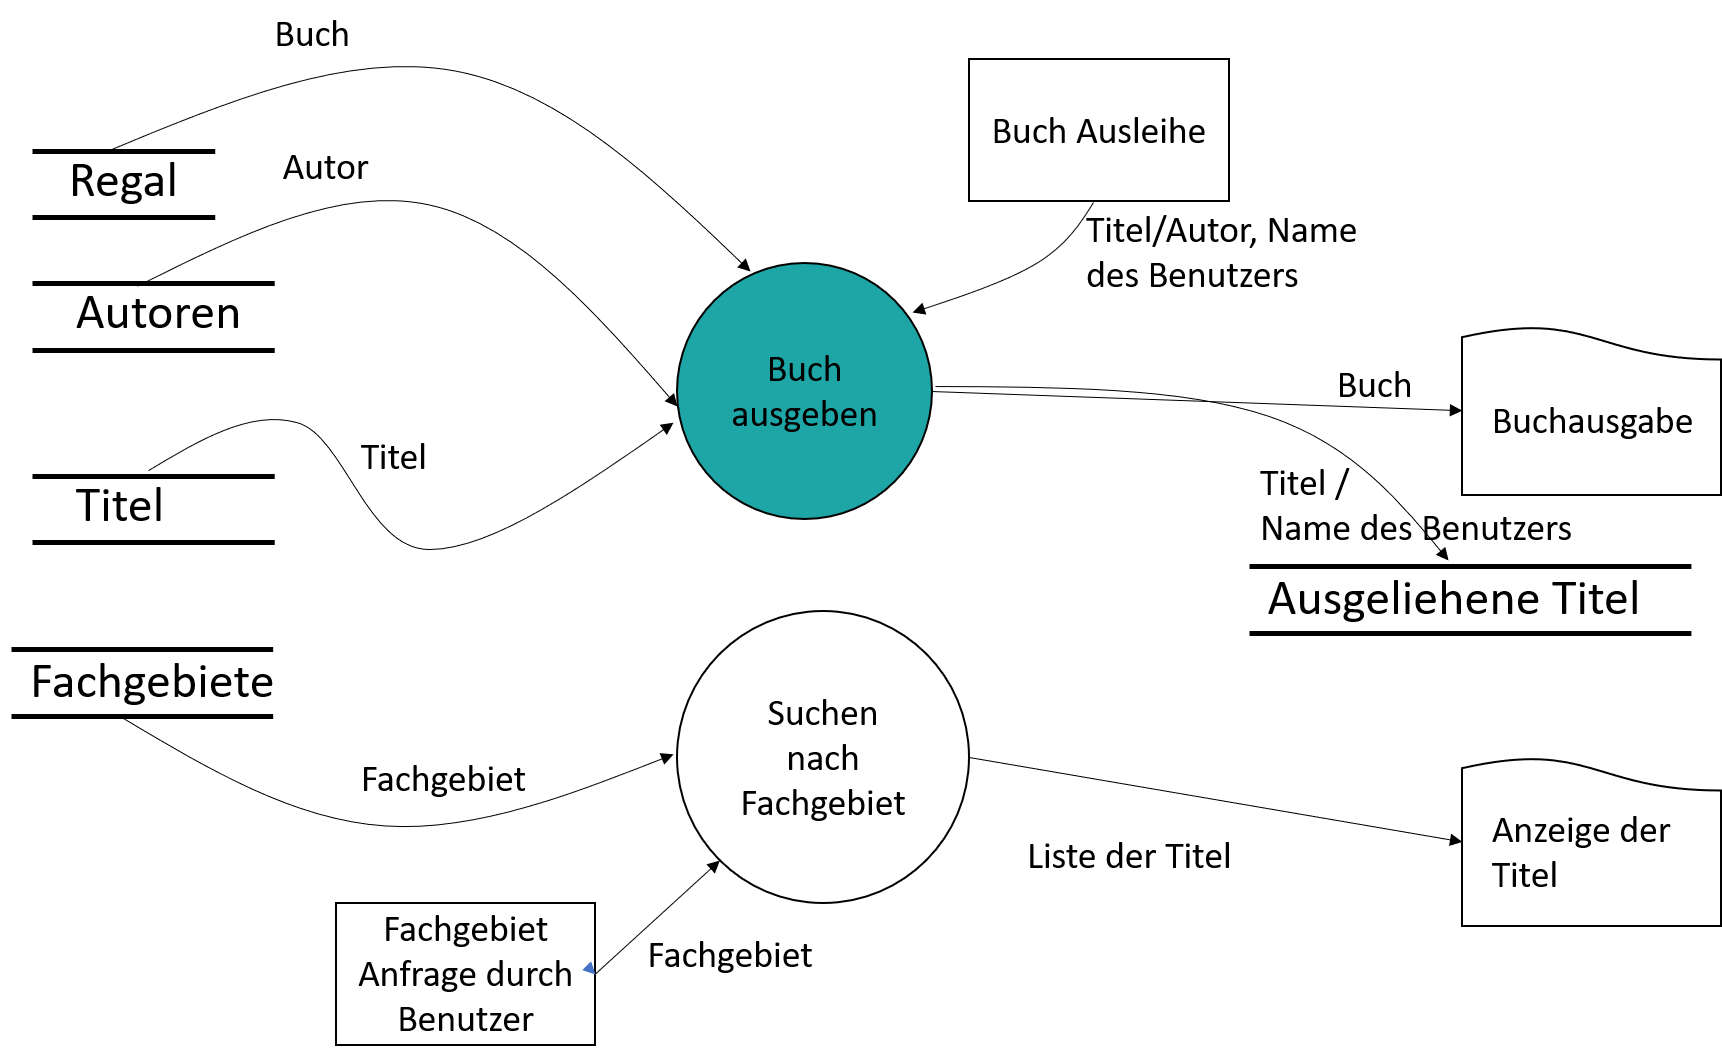 Buch
Regal
Autor
Autoren
Titel
Titel
Buch Ausleihe
Titel/Autor, Name
des Benutzers
Buch
ausgeben
Buch
Buchausgabe
Titel /
Name des Benutzers
Ausgeliehene Titel
Fachgebiete
Fachgebiet
Suchen
nach
Fachgebiet
Liste der Titel
Anzeige der
Titel
Fachgebiet
Anfrage durch
Benutzer
Fachgebiet